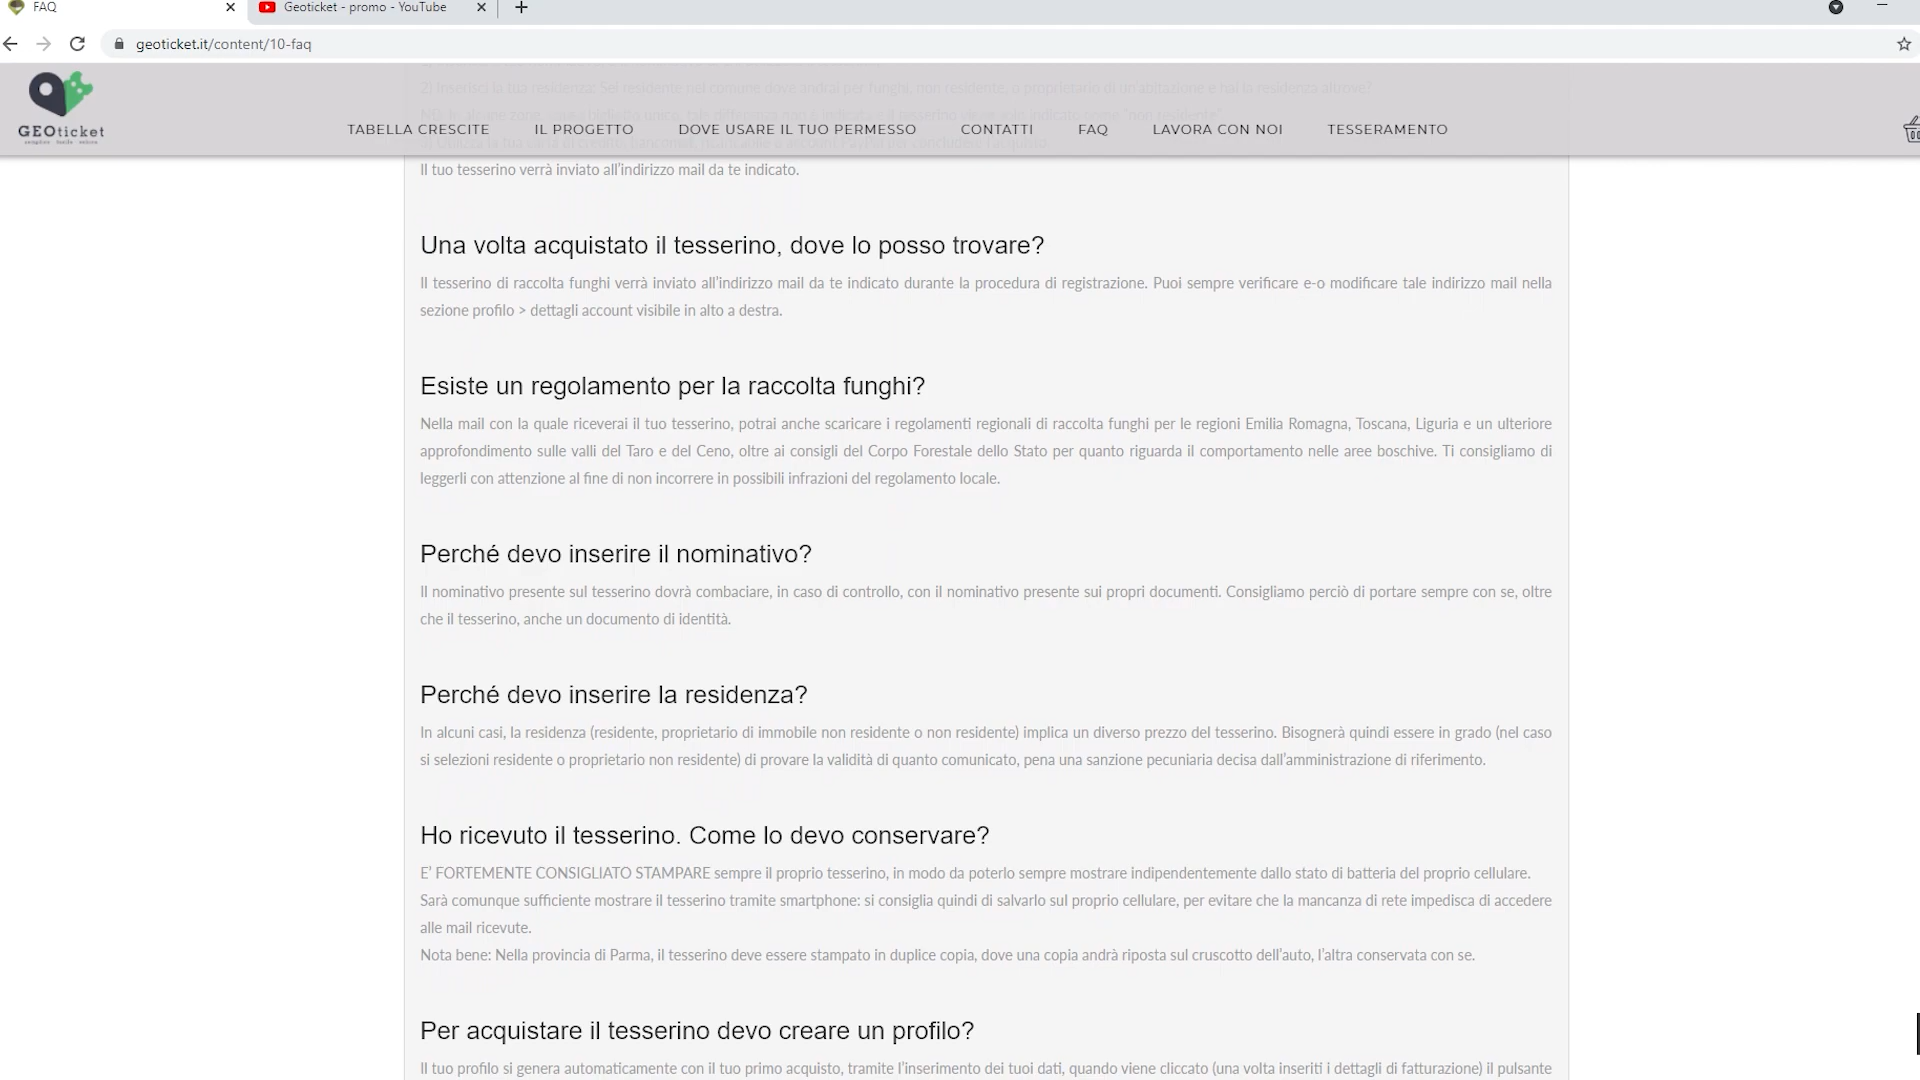 FAQ
Geoticket - promo - YouTube
geoticket.it/content/10-faq
GEOticket
TABELLA CRESCITE
IL PROGETTO
DOVE USARE IL TUO PERMESSO
CONTATTI
FAQ
LAVORA CON NOI
TESSERAMENTO
Il tuo tesserino verrà inviato all'indirizzo mail da te indicato.
Una volta acquistato il tesserino, dove lo posso trovare?
Il tesserino di raccolta funghi verrà inviato all'indirizzo mail da te indicato durante la procedura di registrazione. Puoi sempre verificare e-o modificare tale indirizzo mail nella
sezione profilo > dettagli account visibile in alto a destra.
Esiste un regolamento per la raccolta funghi?
Nella mail con la quale riceverai il tuo tesserino, potrai anche scaricare i regolamenti regionali di raccolta funghi per le regioni Emilia Romagna, Toscana, Liguria e un ulteriore
approfondimento sulle valli del Taro e del Ceno, oltre ai consigli del Corpo Forestale dello Stato per quanto riguarda il comportamento nelle aree boschive. Ti consigliamo di
leggerli con attenzione al fine di non incorrere in possibili infrazioni del regolamento locale.
Perché devo inserire il nominativo?
Il nominativo presente sul tesserino dovrà combaciare, in caso di controllo, con il nominativo presente sui propri documenti. Consigliamo perciò di portare sempre con se, oltre
che il tesserino, anche un documento di identità.
Perché devo inserire la residenza?
In alcuni casi, la residenza (residente, proprietario di immobile non residente o non residente) implica un diverso prezzo del tesserino. Bisognerà quindi essere in grado (nel caso
si selezioni residente o proprietario non residente) di provare la validità di quanto comunicato, pena una sanzione pecuniaria decisa dall'amministrazione di riferimento.
Ho ricevuto il tesserino. Come lo devo conservare?
E' FORTEMENTE CONSIGLIATO STAMPARE sempre il proprio tesserino, in modo da poterlo sempre mostrare indipendentemente dallo stato di batteria del proprio cellulare.
Sarà comunque sufficiente mostrare il tesserino tramite smartphone: si consiglia quindi di salvarlo sul proprio cellulare, per evitare che la mancanza di rete impedisca di accedere
alle mail ricevute.
Nota bene: Nella provincia di Parma, il tesserino deve essere stampato in duplice copia, dove una copia andrà riposta sul cruscotto dell'auto, l'altra conservata con se.
Per acquistare il tesserino devo creare un profilo?
Il tuo profilo si genera automaticamente con il tuo primo acquisto, tramite l'inserimento dei tuoi dati, quando viene cliccato (una volta inseriti i dettagli di fatturazione) il pulsante